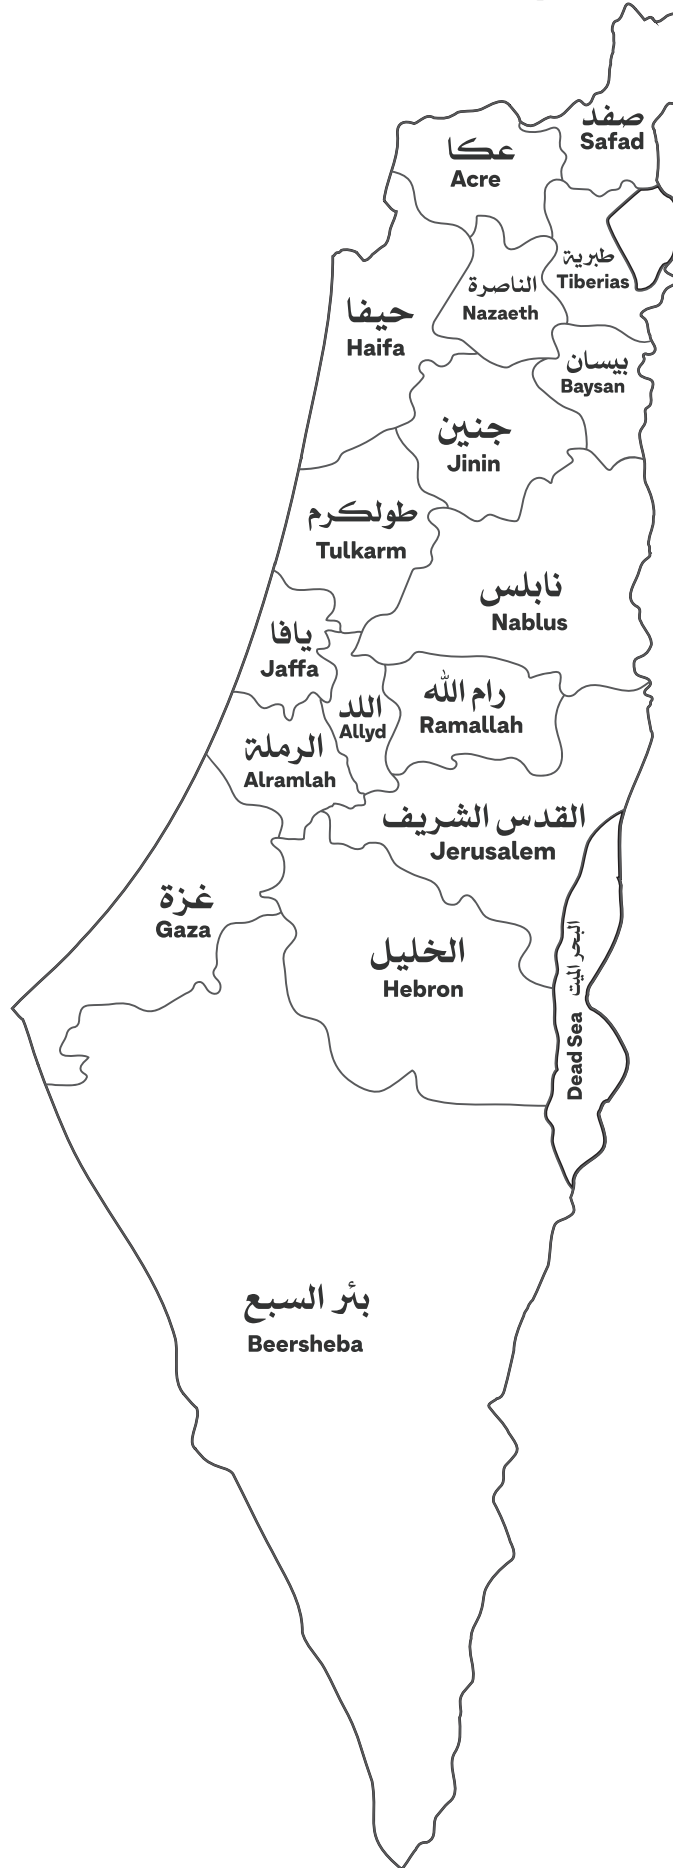 صفد
Safad
عكا
Acre
طبرية
Tiberias
الناصرة
Nazaeth
حيفا
Haifa
بيسان
Baysan
جنين
Jinin
طولكرم
Tulkarm
نابلس
Nablus
يافا
Jaffa
رام الله
Ramallah
اللد
Allyd
الرملة
Alramlah
القدس الشريف
Jerusalem
غزة
Gaza
الخليل
Hebron
البحر الميت
Dead Sea
بئر السبع
Beersheba